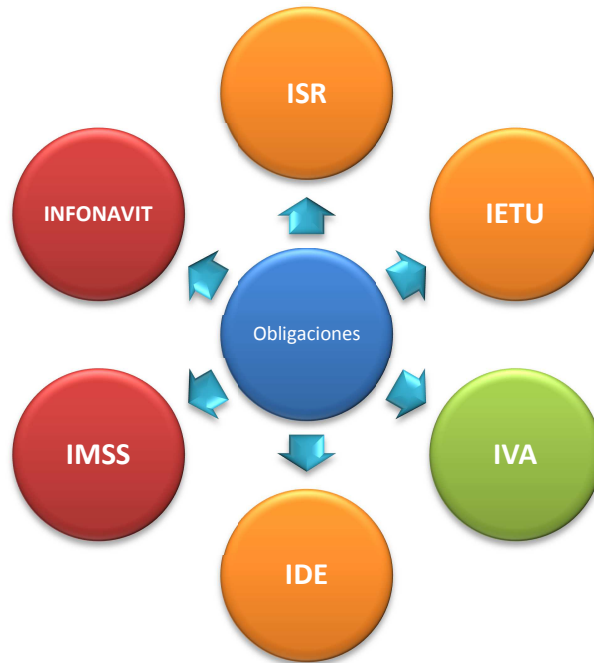 ISR
INFONAVIT
IETU
Obligaciones
IMSS
IVA
IDE